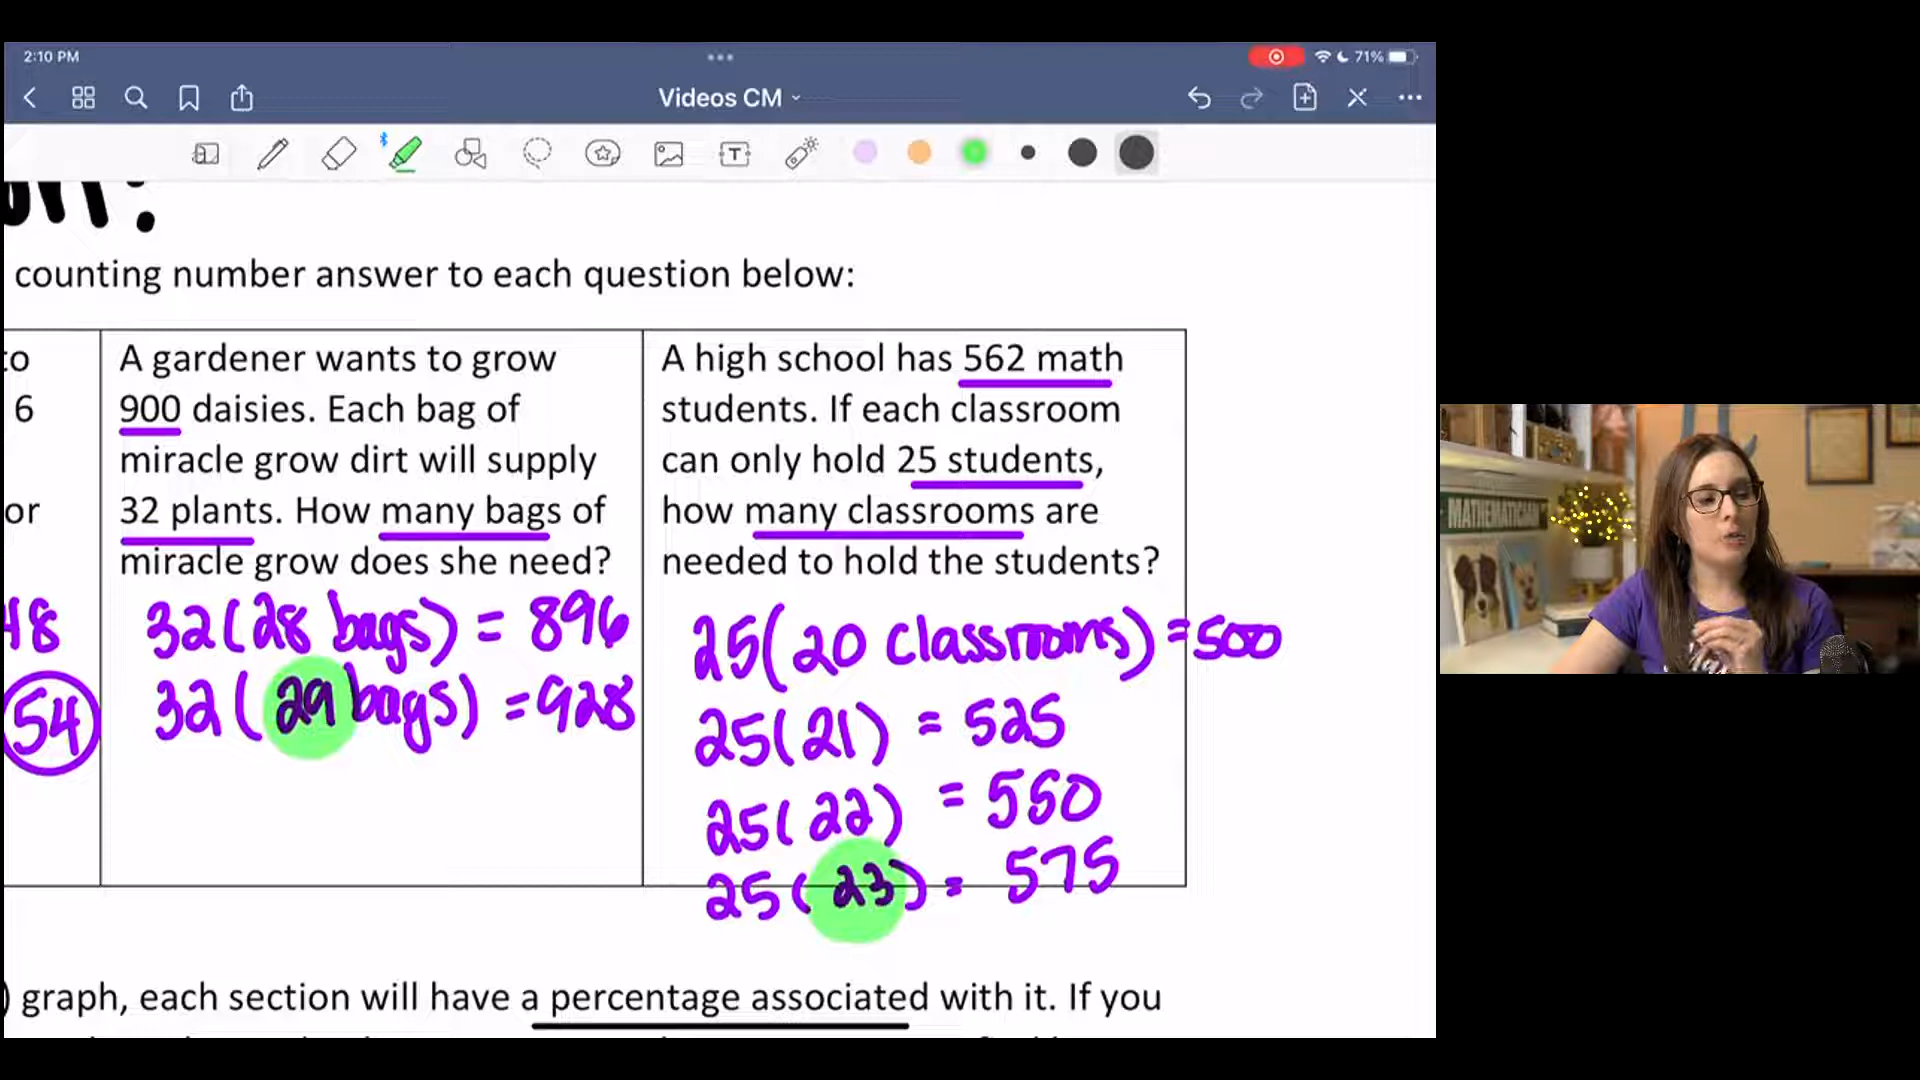 2:10 PM
71%
Videos CM
T
counting number answer to each question below:
to
6
or
48
54
A gardener wants to grow
900 daisies. Each bag of
miracle grow dirt will supply
32 plants. How many bags of
miracle grow does she need?
32(28 bags) = 896
32(29 bags) = 928
A high school has 562 math
students. If each classroom
can only hold 25 students,
how many classrooms are
needed to hold the students?
25(20 classrooms) = 500
25(21) = 525
25(22) = 550
25(23) = 575
) graph, each section will have a percentage associated with it. If you
MATHEMATICIAN